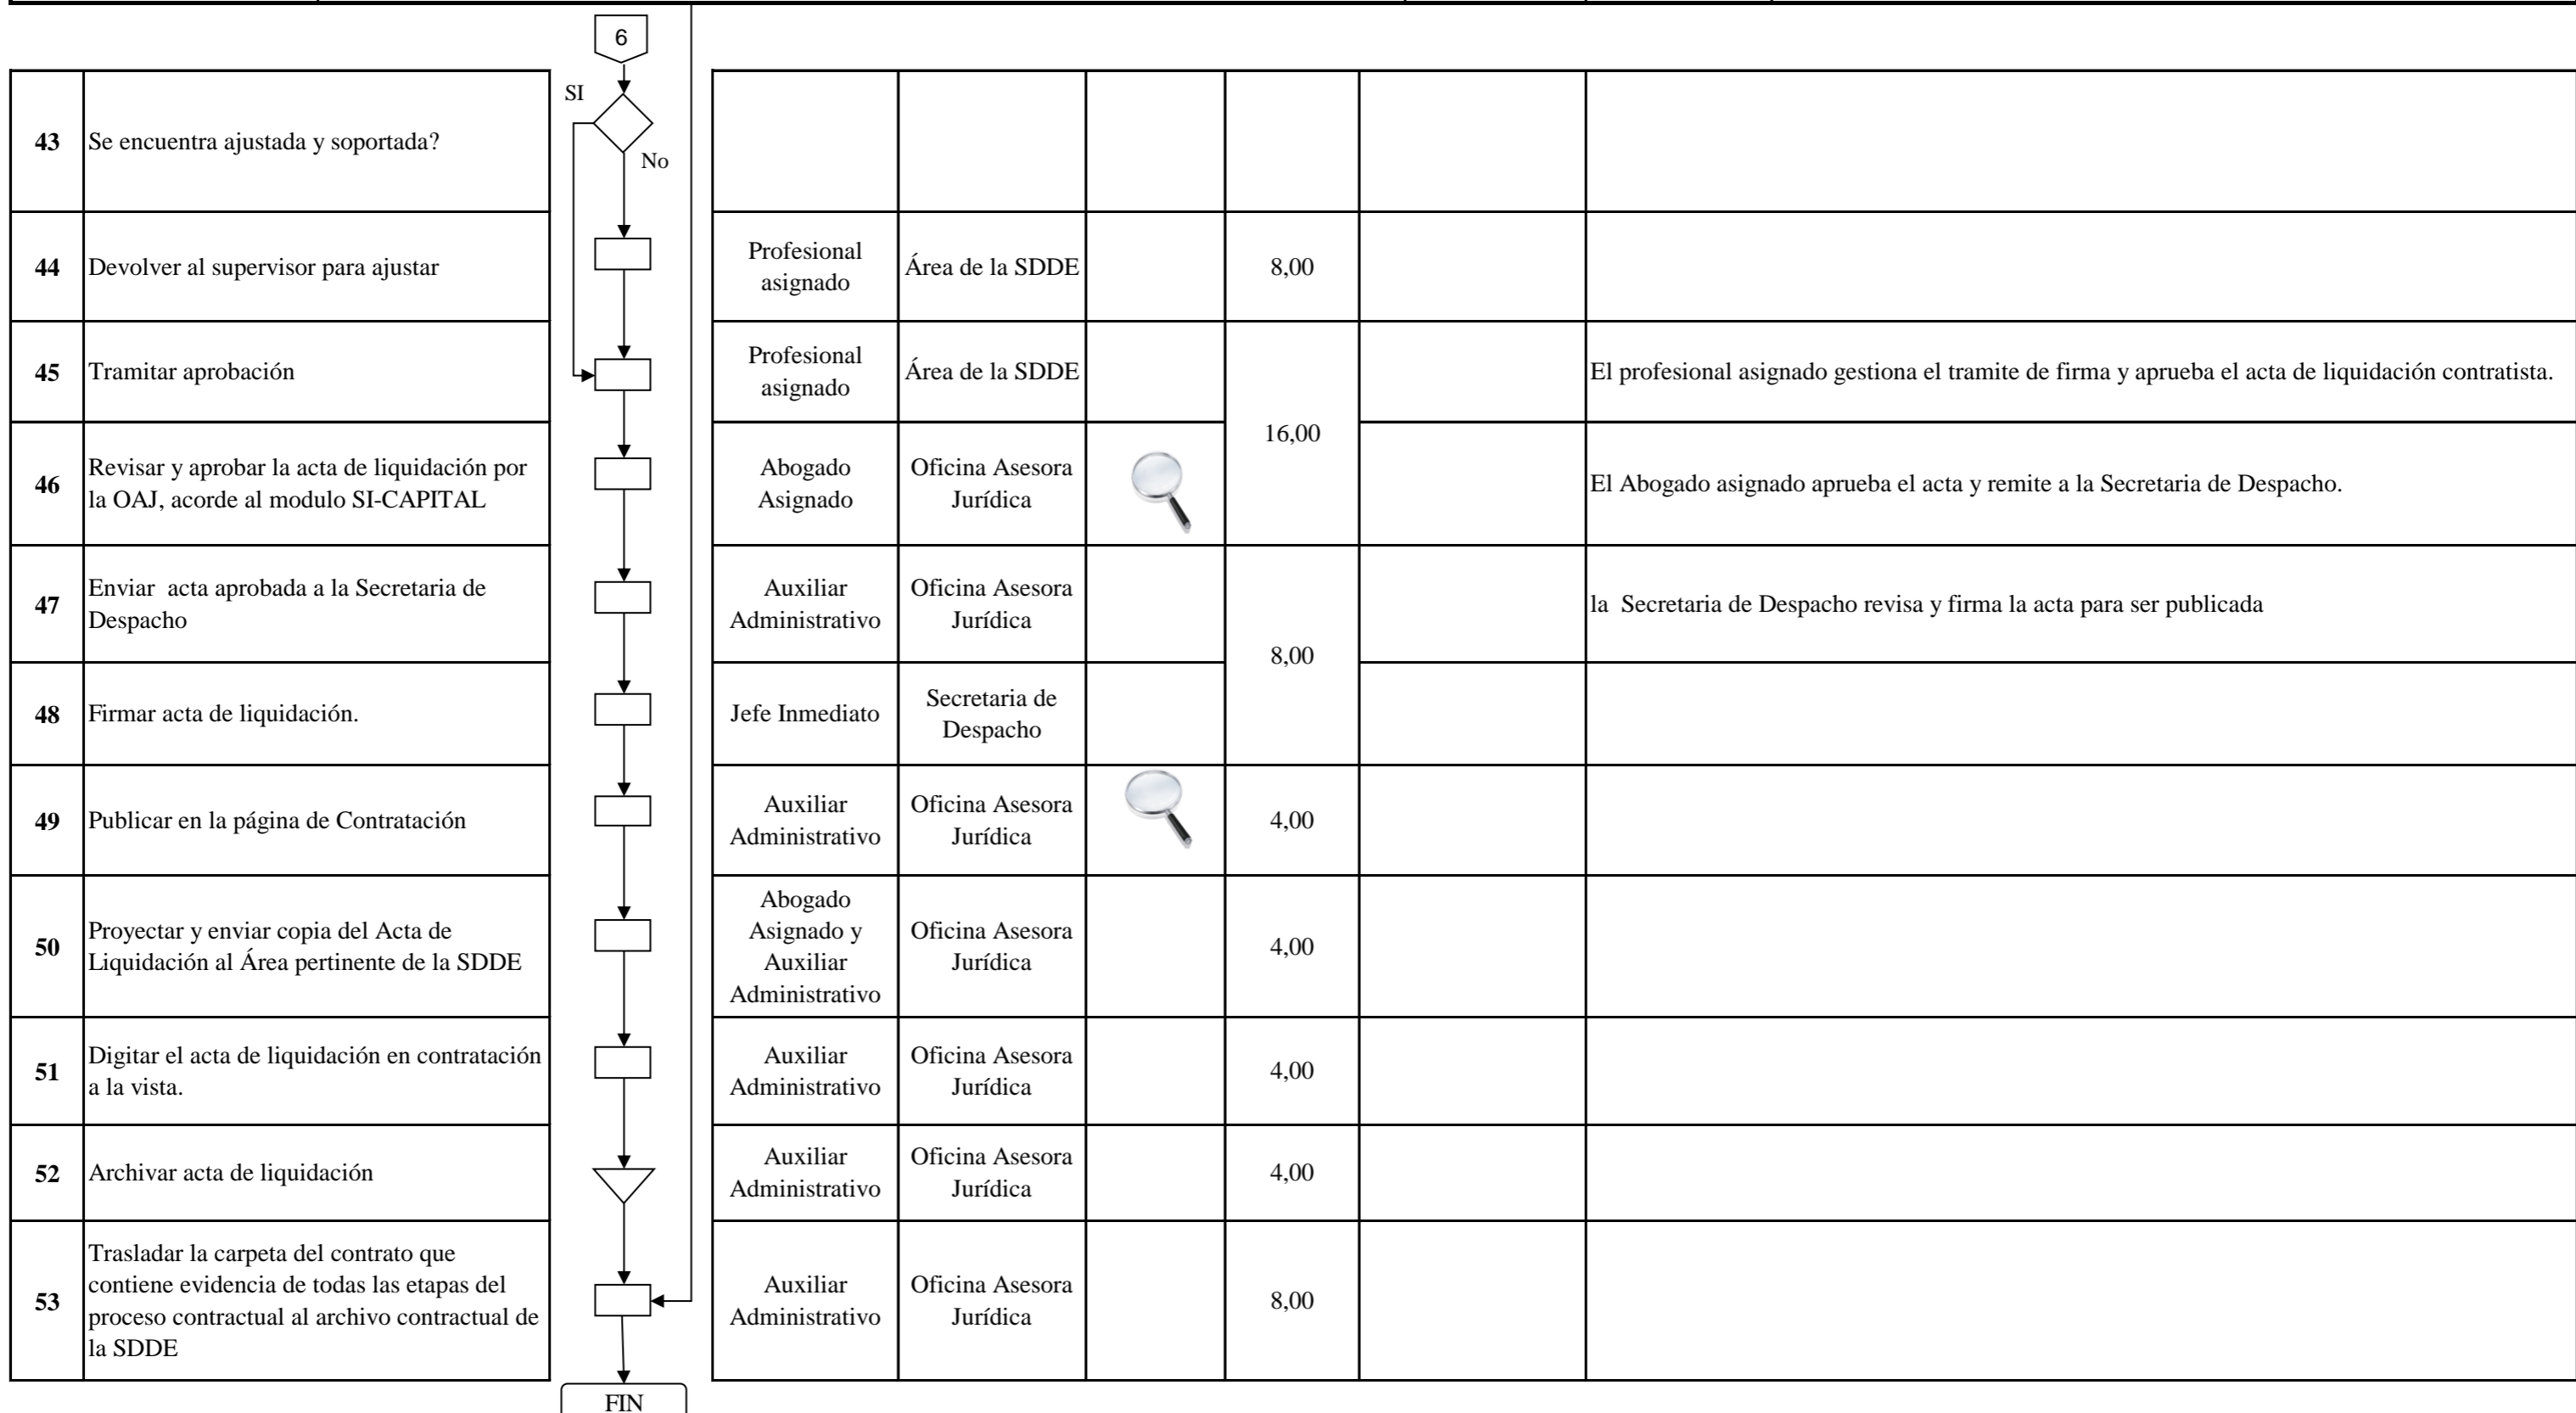 6
SI
43
Se encuentra ajustada y soportada?
No
44
Devolver al supervisor para ajustar
Profesional
asignado
Área de la SDDE
8,00
45
Tramitar aprobación
Profesional
asignado
Área de la SDDE
16,00
El profesional asignado gestiona el tramite de firma y aprueba el acta de liquidación contratista.
46
Revisar y aprobar la acta de liquidación por
la OAJ, acorde al modulo SI-CAPITAL
Abogado
Asignado
Oficina Asesora
Jurídica
El Abogado asignado aprueba el acta y remite a la Secretaria de Despacho.
47
Enviar  acta aprobada a la Secretaria de
Despacho
Auxiliar
Administrativo
Oficina Asesora
Jurídica
8,00
la  Secretaria de Despacho revisa y firma la acta para ser publicada
48
Firmar acta de liquidación.
Jefe Inmediato
Secretaria de
Despacho
49
Publicar en la página de Contratación
Auxiliar
Administrativo
Oficina Asesora
Jurídica
4,00
50
Proyectar y enviar copia del Acta de
Liquidación al Área pertinente de la SDDE
Abogado
Asignado y
Auxiliar
Administrativo
Oficina Asesora
Jurídica
4,00
51
Digitar el acta de liquidación en contratación
a la vista.
Auxiliar
Administrativo
Oficina Asesora
Jurídica
4,00
52
Archivar acta de liquidación
Auxiliar
Administrativo
Oficina Asesora
Jurídica
4,00
53
Trasladar la carpeta del contrato que
contiene evidencia de todas las etapas del
proceso contractual al archivo contractual de
la SDDE
Auxiliar
Administrativo
Oficina Asesora
Jurídica
8,00
FIN